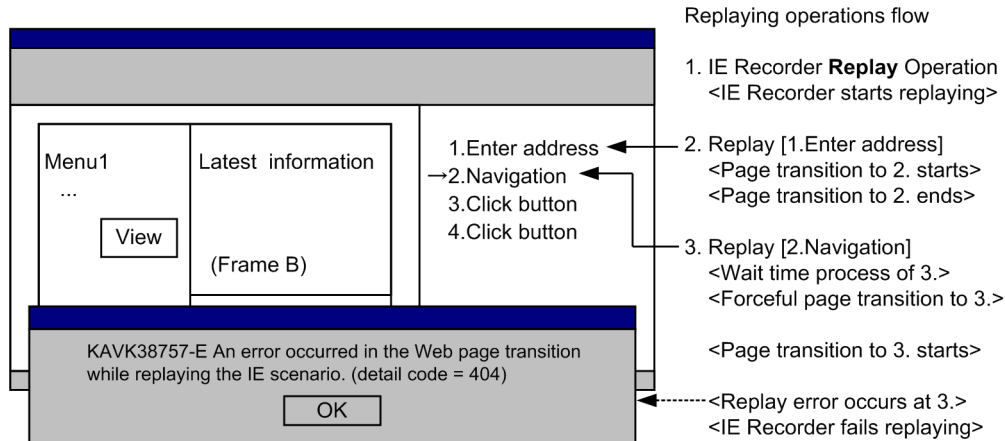 Replaying operations flow
1. IE Recorder Replay Operation
<IE Recorder starts replaying>
Menu1
...
View
Latest information
(Frame B)
1.Enter address
→2.Navigation
3.Click button
4.Click button
2. Replay [1.Enter address]
<Page transition to 2. starts>
<Page transition to 2. ends>
3. Replay [2.Navigation]
<Wait time process of 3.>
<Forceful page transition to 3.>
<Page transition to 3. starts>
KAVK38757-E An error occurred in the Web page transition
while replaying the IE scenario. (detail code = 404)
OK
<Replay error occurs at 3.>
<IE Recorder fails replaying>